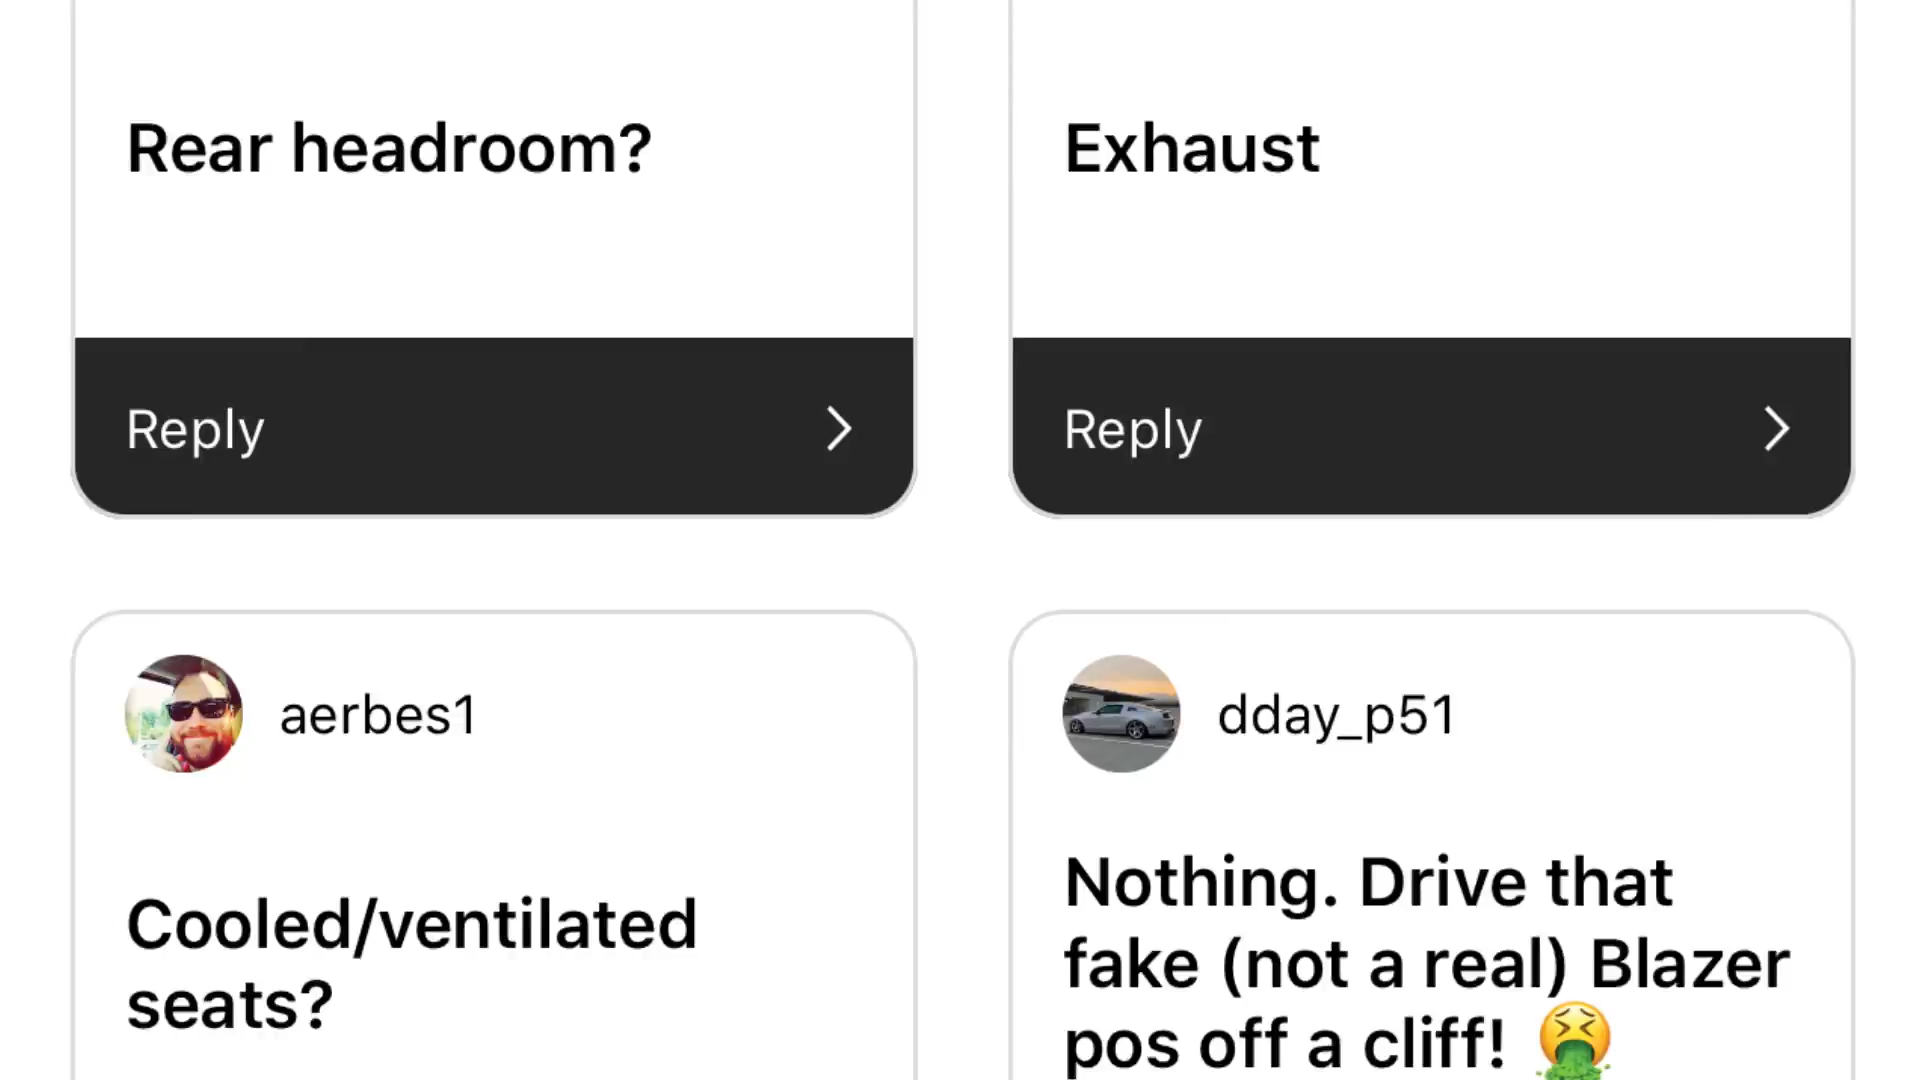 Rear headroom?
Exhaust
Reply
Reply
aerbes1
dday_p51
Cooled/ventilated
seats?
Nothing. Drive that
fake (not a real) Blazer
pos off a cliff! 🤮